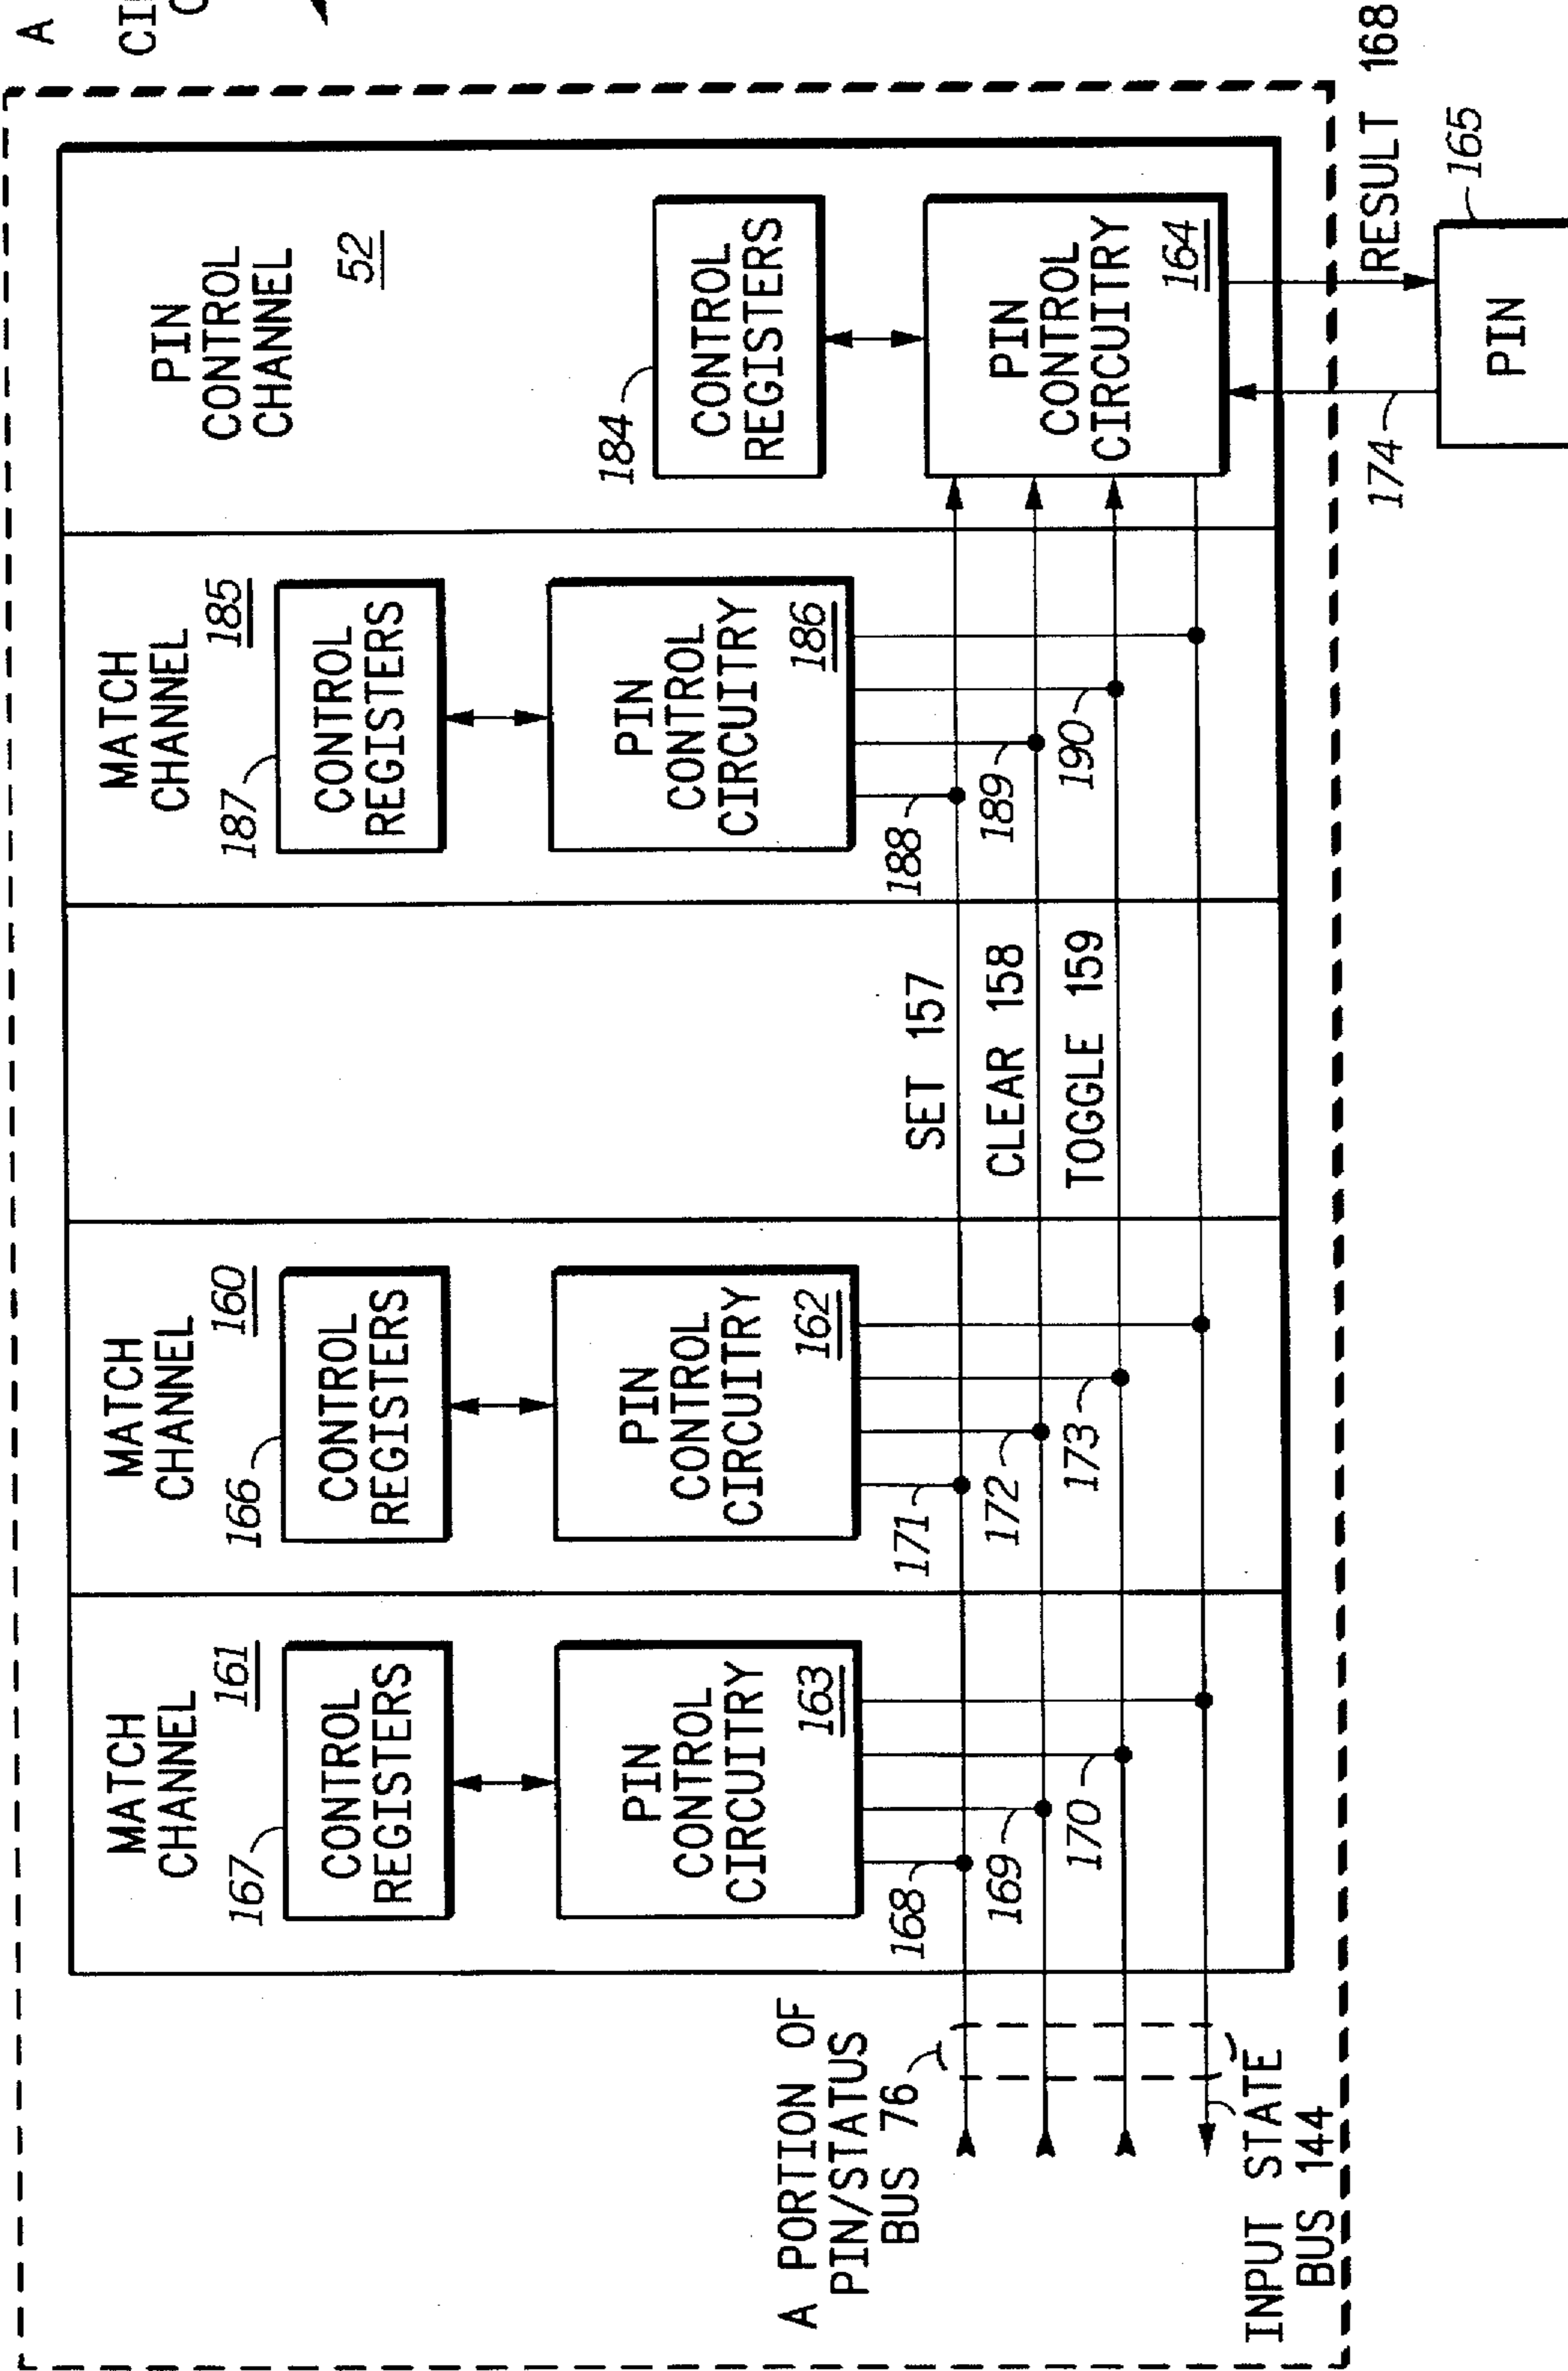 A
CI
C
MATCH
CHANNEL
161
167
CONTROL
REGISTERS
PIN
CONTROL
CIRCUITRY
163
168
169
170
MATCH
CHANNEL
160
166
CONTROL
REGISTERS
PIN
CONTROL
CIRCUITRY
162
171
172
173
SET 157
CLEAR 158
TOGGLE 159
MATCH
CHANNEL
185
187
CONTROL
REGISTERS
PIN
CONTROL
CIRCUITRY
186
188
189
190
PIN
CONTROL
CHANNEL
52
184
CONTROL
REGISTERS
PIN
CONTROL
CIRCUITRY
164
A PORTION OF
PIN/STATUS
BUS 76
INPUT STATE
BUS 144
RESULT 168
174
PIN
165